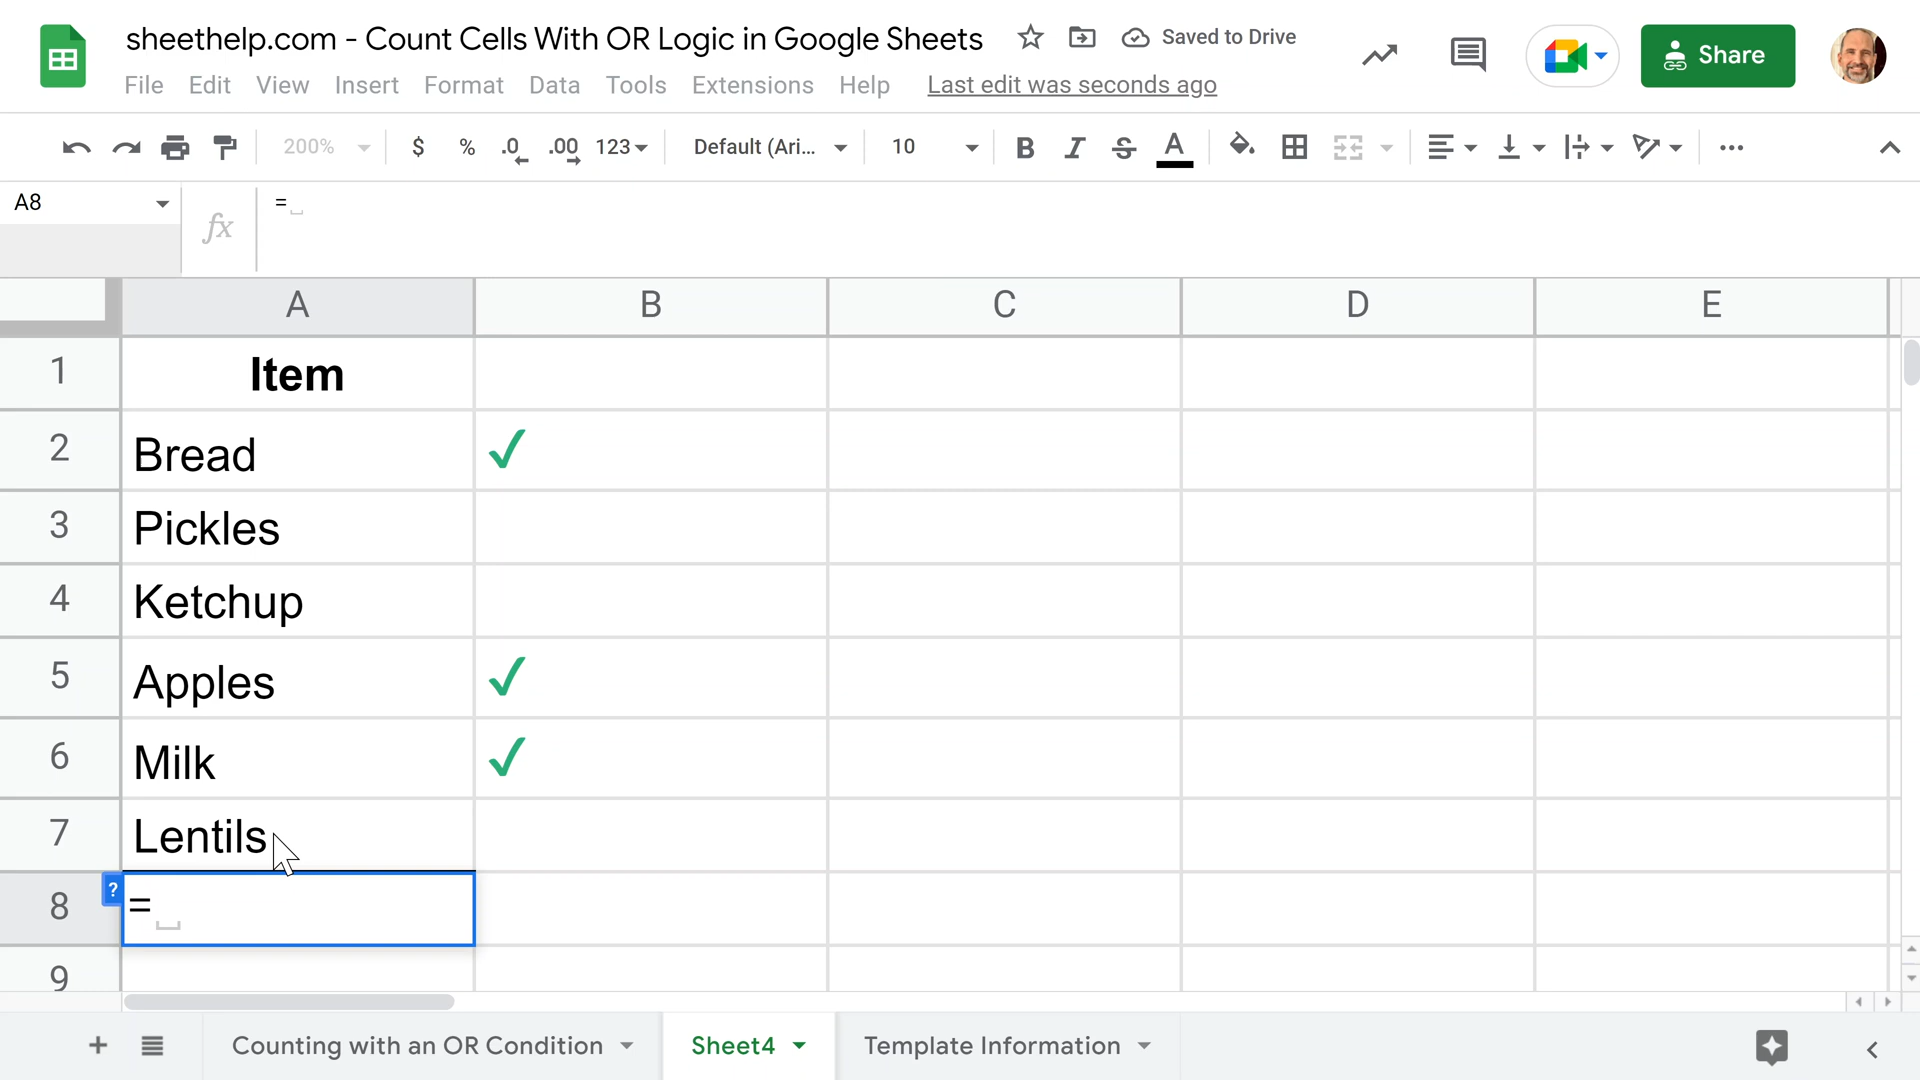 sheethelp.com - Count Cells With OR Logic in Google Sheets Saved to Drive
File Edit View Insert Format Data Tools Extensions Help Last edit was seconds ago
Share
200% $ % .0 .00 123 Default (Ari... 10 B I S A
A8 fx =
A B C D E
1 Item
2 Bread ✓
3 Pickles
4 Ketchup
5 Apples ✓
6 Milk ✓
7 Lentils
? 8 =
9
+ Counting with an OR Condition Sheet4 Template Information